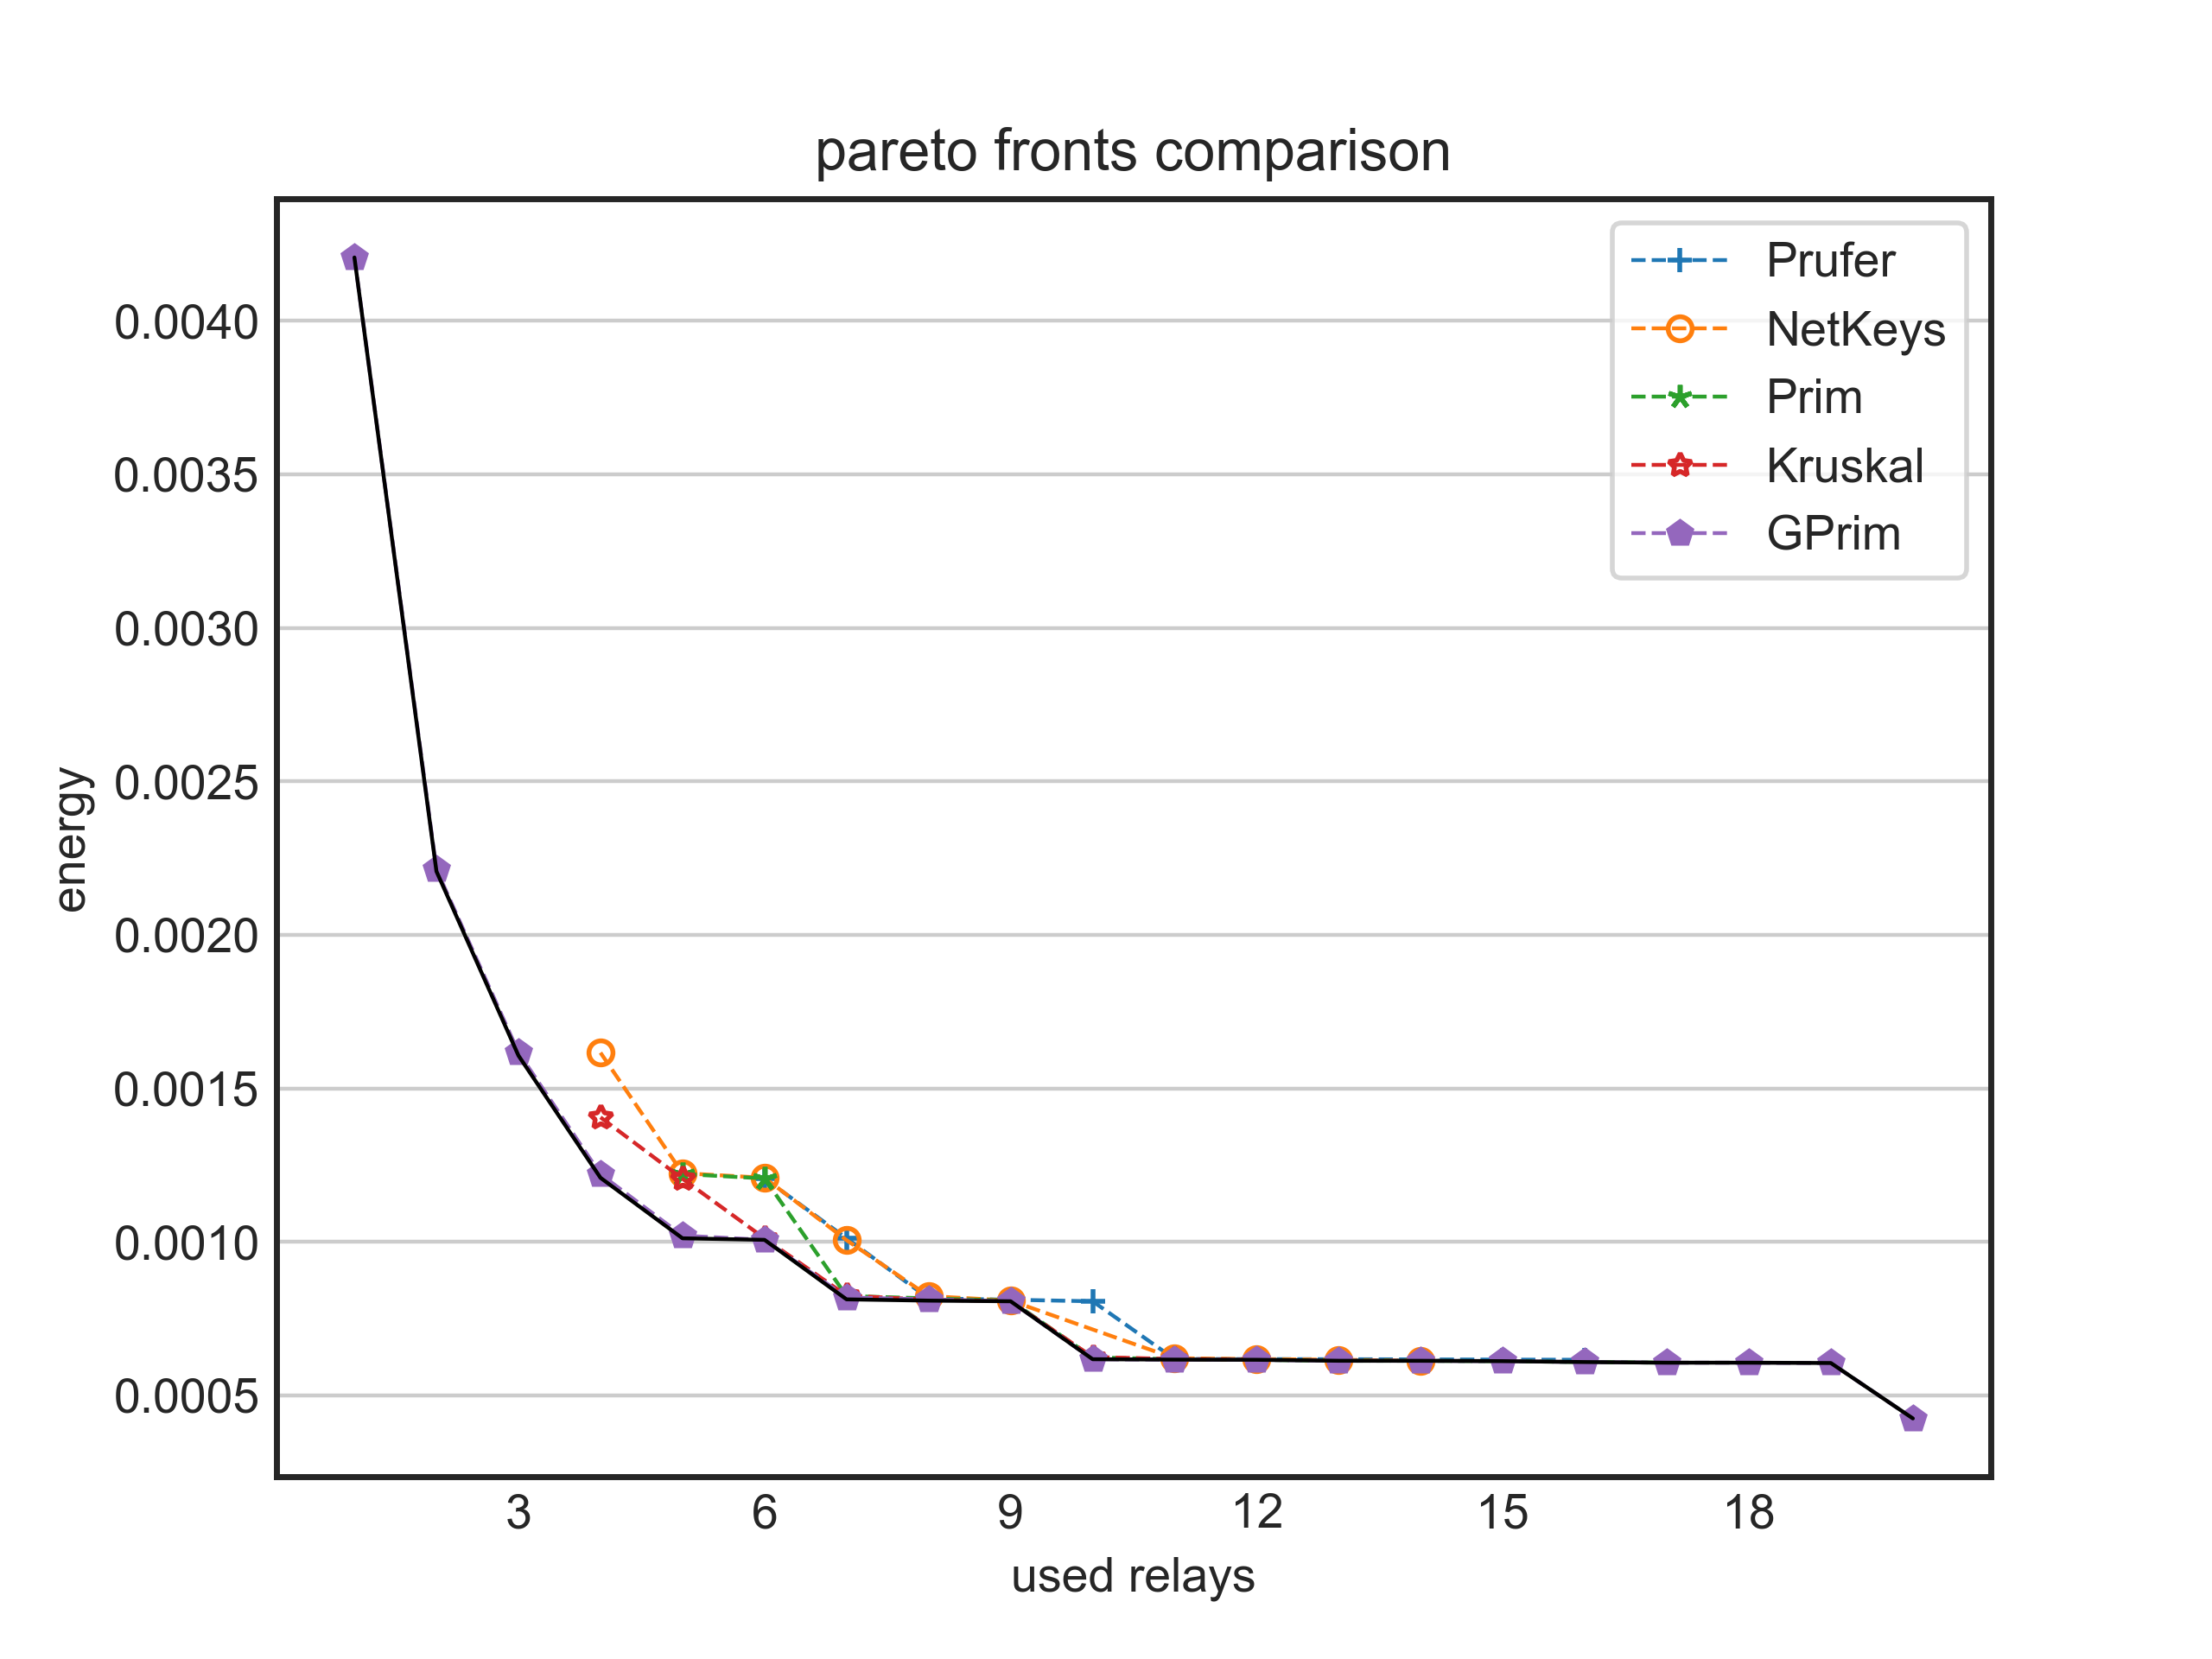 pareto fronts comparison
Prufer
NetKeys
Prim
Kruskal
GPrim
0.0040
0.0035
0.0030
0.0025
0.0020
0.0015
0.0010
0.0005
energy
3 6 9 12 15 18
used relays